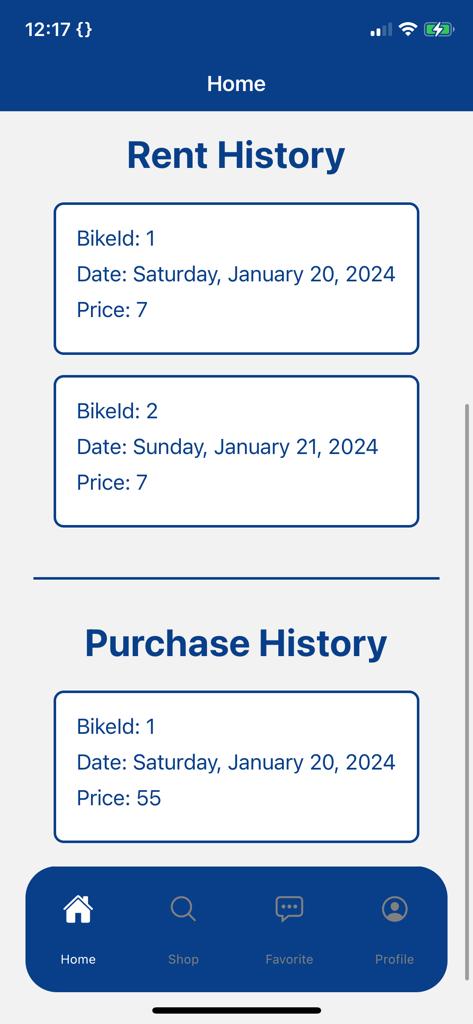 12:17 {}
Home
Rent History
BikeId: 1
Date: Saturday, January 20, 2024
Price: 7
BikeId: 2
Date: Sunday, January 21, 2024
Price: 7
Purchase History
BikeId: 1
Date: Saturday, January 20, 2024
Price: 55
Home Shop Favorite Profile